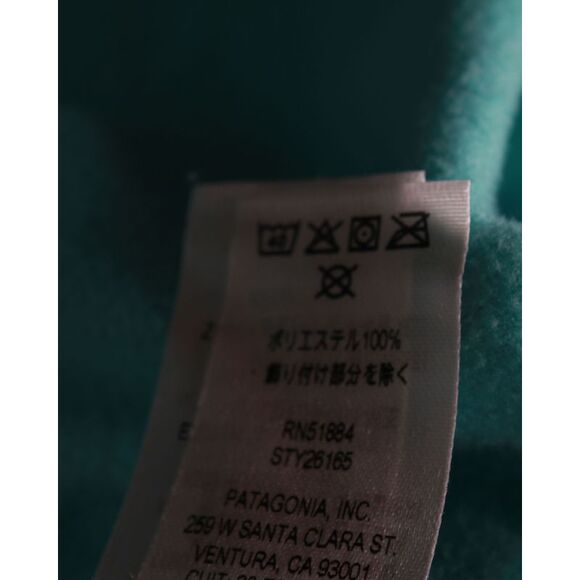 40
ポリエステル100%
飾り付け部分を除く
RN51884
STY26165
PATAGONIA, INC.
259 W SANTA CLARA ST.
VENTURA, CA 93001